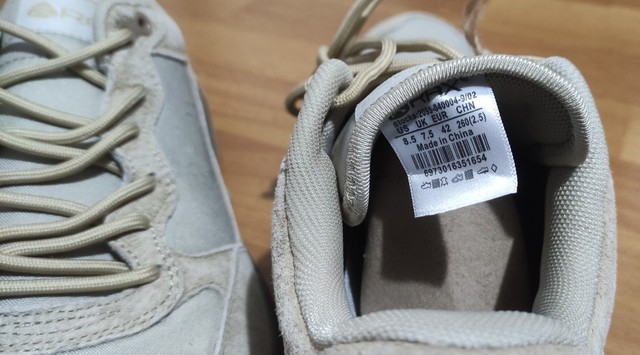 US UK EUR CHN
8.5 7.5 42 260(2.5)
Made in China
6973016351654